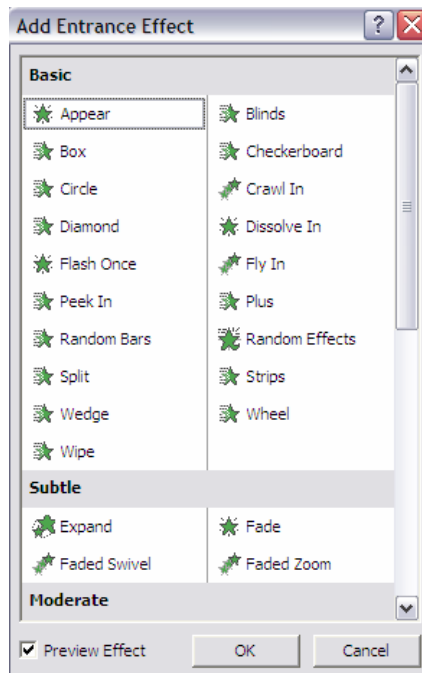 Add Entrance Effect
Basic
Appear Blinds
Box Checkerboard
Circle Crawl In
Diamond Dissolve In
Flash Once Fly In
Peek In Plus
Random Bars Random Effects
Split Strips
Wedge Wheel
Wipe
Subtle
Expand Fade
Faded Swivel Faded Zoom
Moderate
Preview Effect OK Cancel